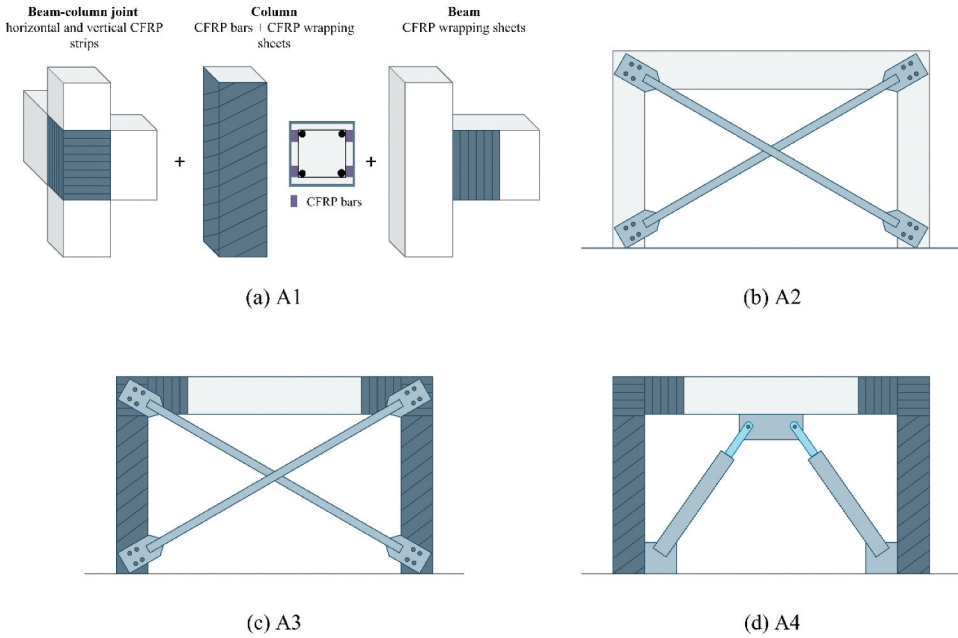 Beam-column joint
horizontal and vertical CFRP
strips
Column
CFRP bars + CFRP wrapping
sheets
Beam
CFRP wrapping sheets
+
+
CFRP bars
(a) A1
(b) A2
(c) A3
(d) A4